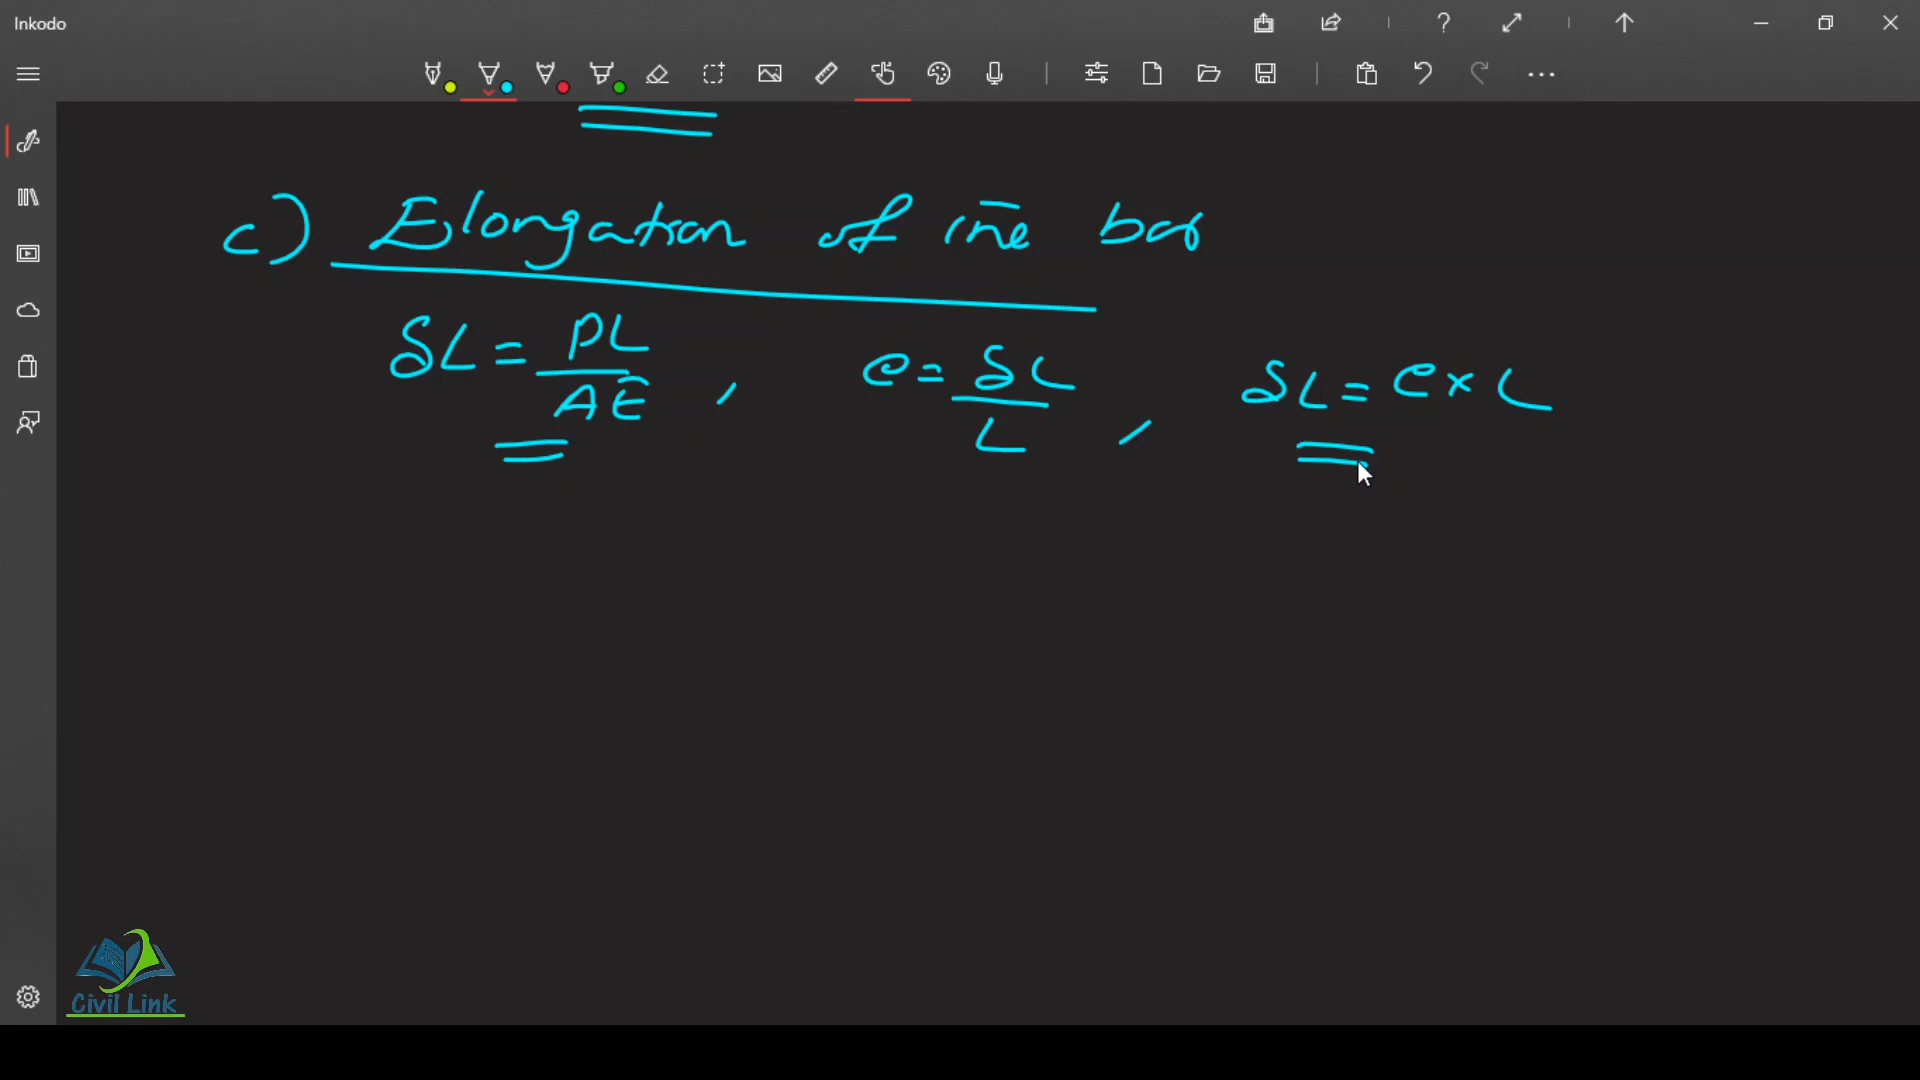 Inkodo
c) Elongation of the bar
δL = PL/AE , e = δL/L , δL = e × L
Civil Link